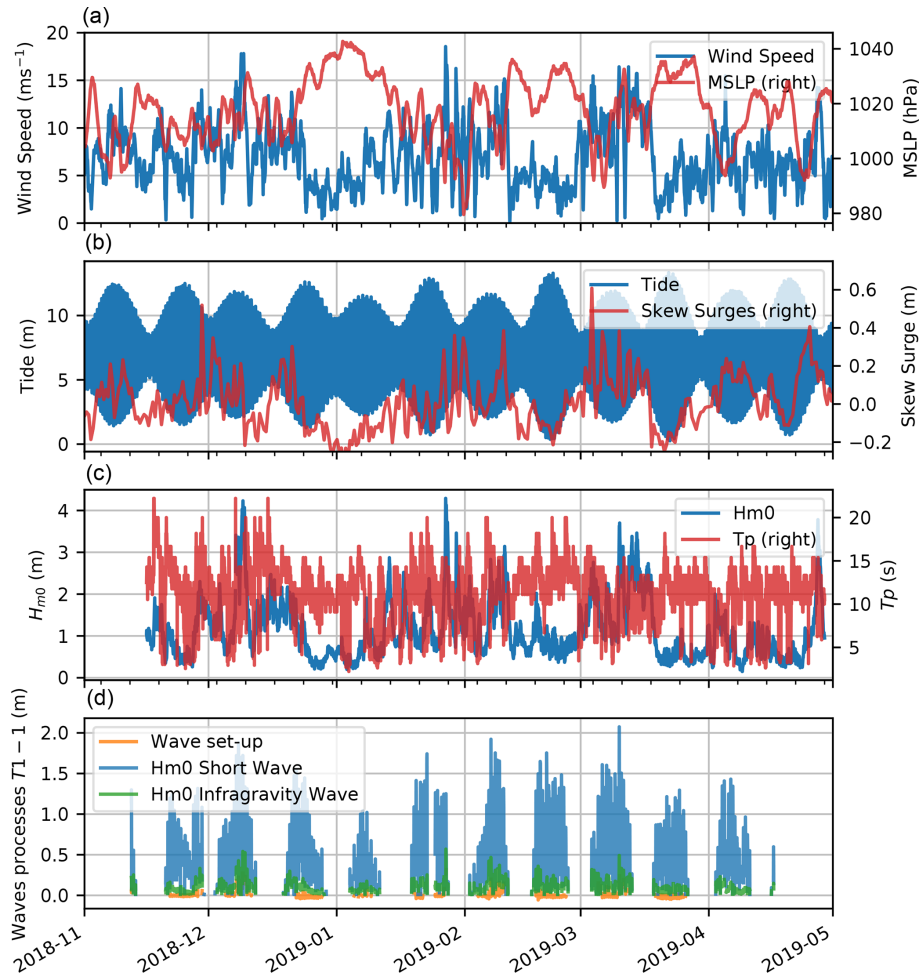 (a)
20
15
10
5
0
Wind Speed (ms⁻¹)
Wind Speed
MSLP (right)
1040
1020
1000
980
MSLP (hPa)
(b)
10
5
0
Tide (m)
Tide
Skew Surges (right)
0.6
0.4
0.2
0.0
−0.2
Skew Surge (m)
(c)
4
3
2
1
0
Hm0 (m)
Hm0
Tp (right)
20
15
10
5
Tp (s)
(d)
2.0
1.5
1.0
0.5
0.0
Waves processes T1 − 1 (m)
Wave set-up
Hm0 Short Wave
Hm0 Infragravity Wave
2018-11
2018-12
2019-01
2019-02
2019-03
2019-04
2019-05